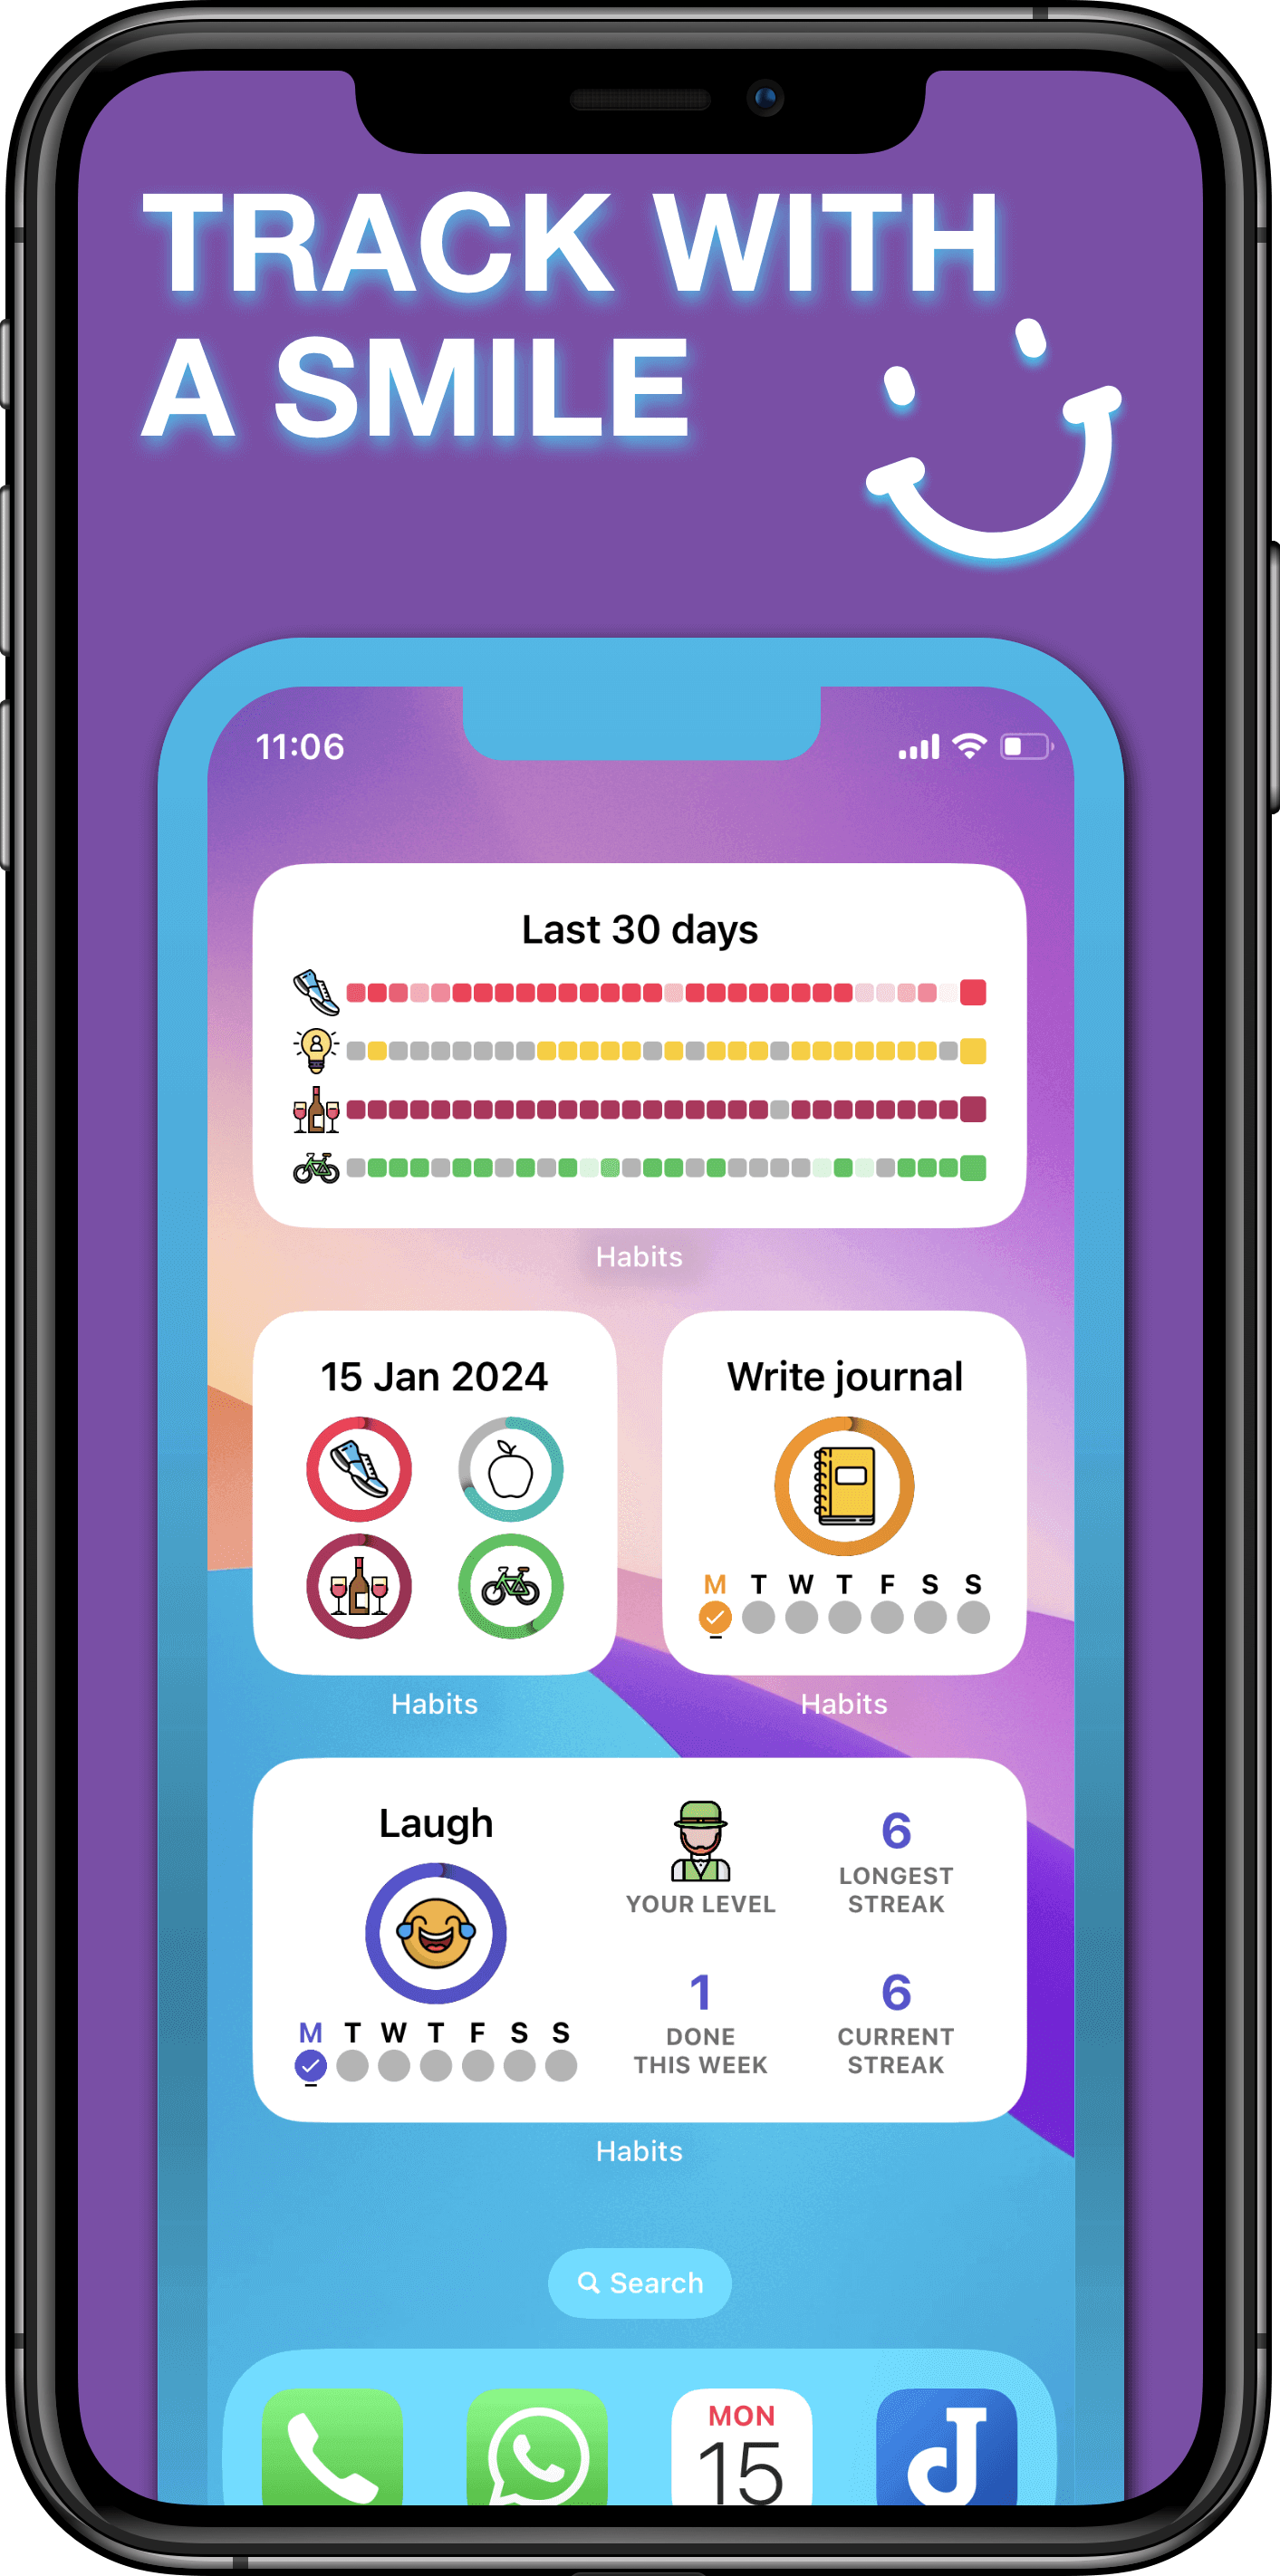 TRACK WITH
A SMILE
11:06
Last 30 days
Habits
15 Jan 2024
Write journal
M T W T F S S
Habits
Habits
Laugh
YOUR LEVEL
6
LONGEST
STREAK
M T W T F S S
1
DONE
THIS WEEK
6
CURRENT
STREAK
Habits
Search
MON
15